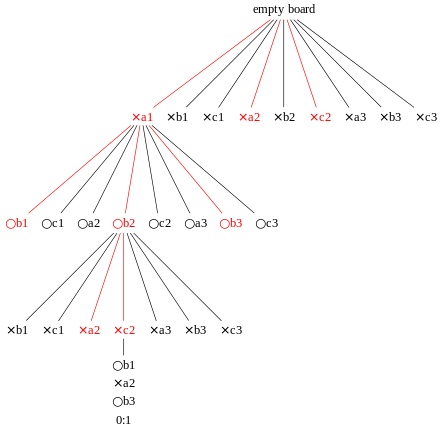 empty board
×a1 ×b1 ×c1 ×a2 ×b2 ×c2 ×a3 ×b3 ×c3
○b1 ○c1 ○a2 ○b2 ○c2 ○a3 ○b3 ○c3
×b1 ×c1 ×a2 ×c2 ×a3 ×b3 ×c3
○b1
×a2
○b3
0:1